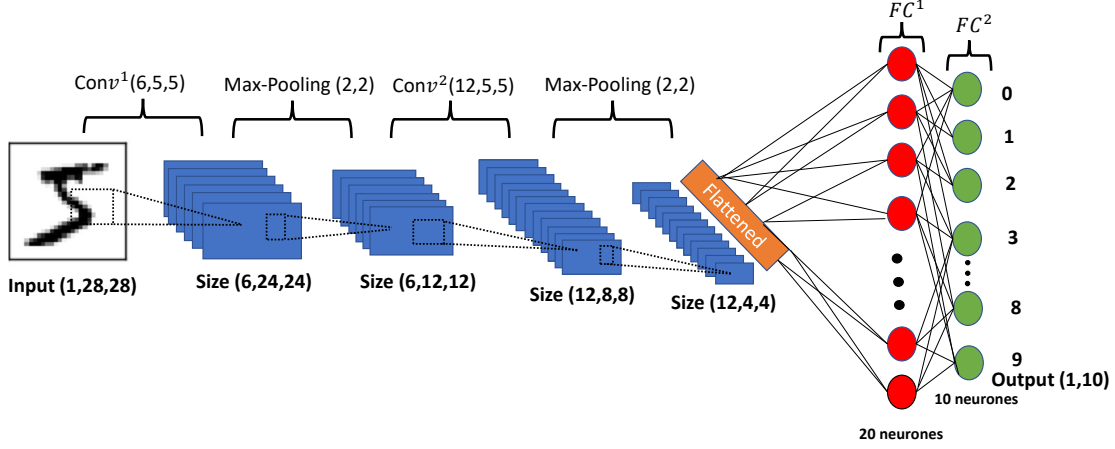 FC¹
FC²
Conv¹(6,5,5)
Max-Pooling (2,2)
Conv²(12,5,5)
Max-Pooling (2,2)
0
1
2
3
8
9
Flattened
Input (1,28,28)
Size (6,24,24)
Size (6,12,12)
Size (12,8,8)
Size (12,4,4)
Output (1,10)
10 neurones
20 neurones